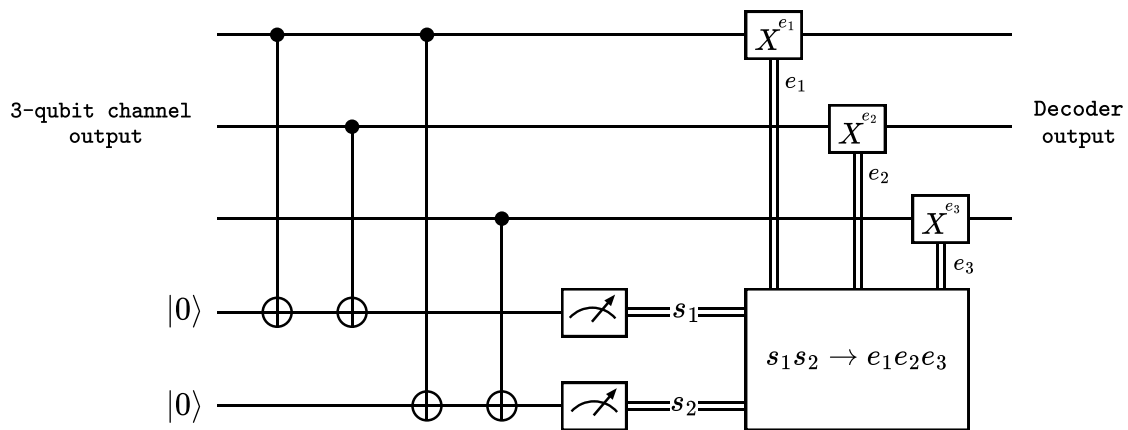 X^{e_1}
e_1
3-qubit channel
output
Decoder
output
X^{e_2}
e_2
X^{e_3}
e_3
|0⟩
s_1
s_1s_2 → e_1e_2e_3
|0⟩
s_2